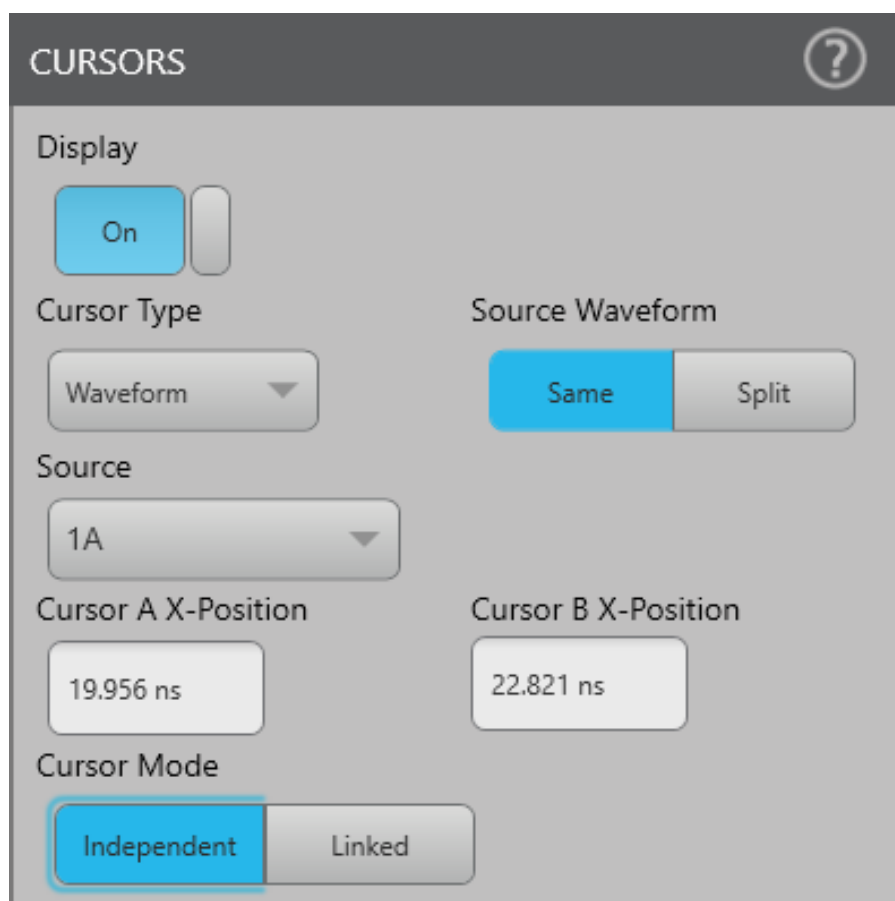 CURSORS ?
Display
On
Cursor Type Source Waveform
Waveform Same Split
Source
1A
Cursor A X-Position Cursor B X-Position
19.956 ns 22.821 ns
Cursor Mode
Independent Linked